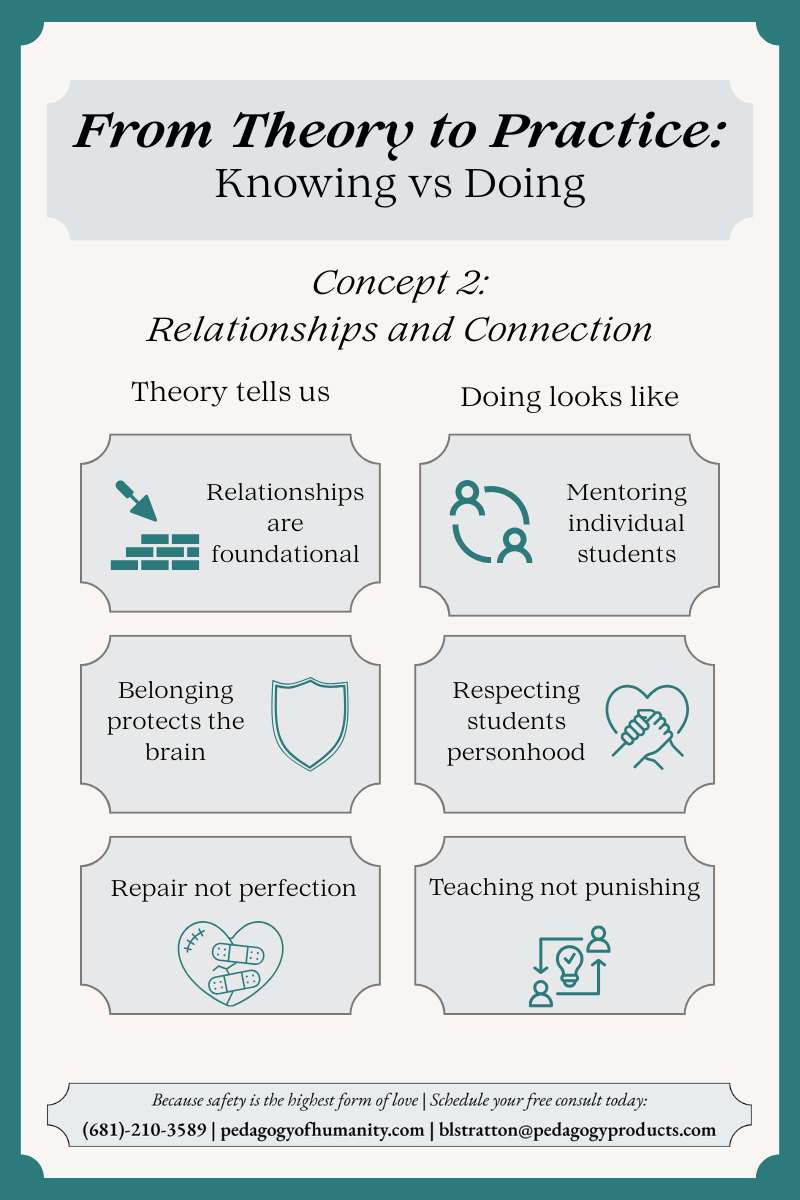 From Theory to Practice:
Knowing vs Doing
Concept 2:
Relationships and Connection
Theory tells us
Doing looks like
Relationships
are
foundational
Mentoring
individual
students
Belonging
protects the
brain
Respecting
students
personhood
Repair not perfection
Teaching not punishing
Because safety is the highest form of love | Schedule your free consult today:
(681)-210-3589 | pedagogyofhumanity.com | blstratton@pedagogyproducts.com